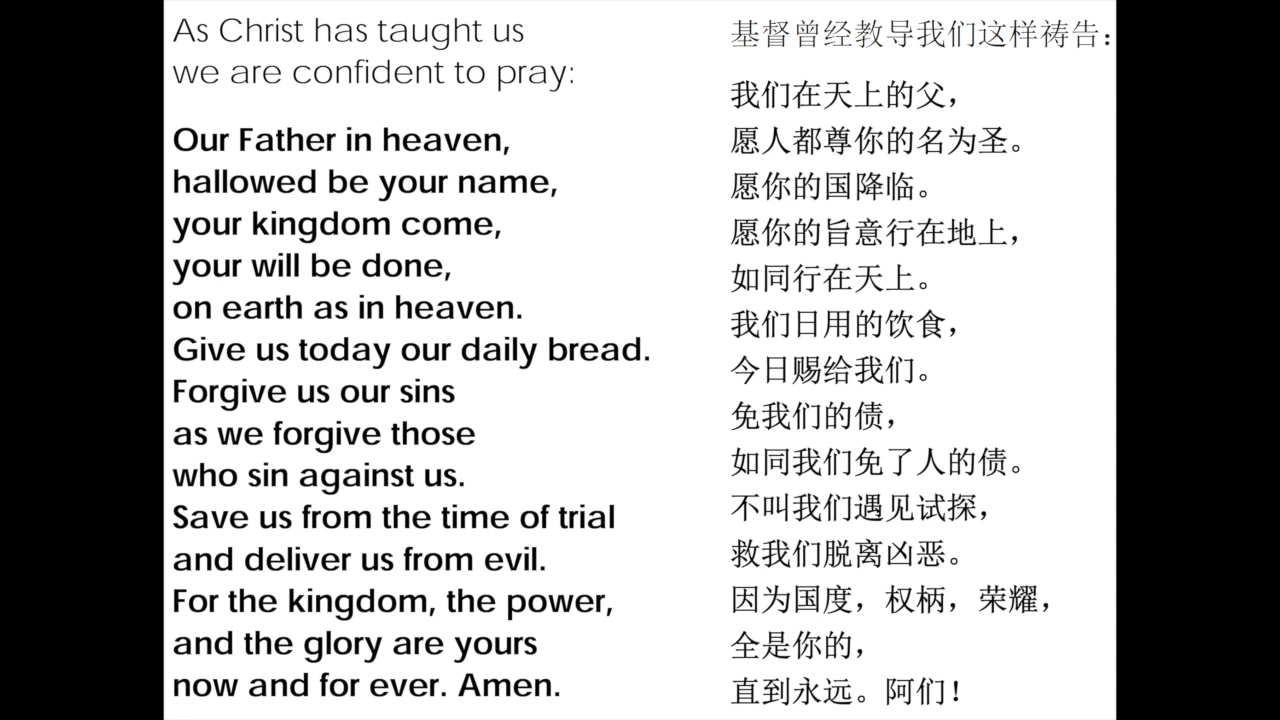 As Christ has taught us
we are confident to pray:
Our Father in heaven,
hallowed be your name,
your kingdom come,
your will be done,
on earth as in heaven.
Give us today our daily bread.
Forgive us our sins
as we forgive those
who sin against us.
Save us from the time of trial
and deliver us from evil.
For the kingdom, the power,
and the glory are yours
now and for ever. Amen.
基督曾经教导我们这样祷告：
我们在天上的父，
愿人都尊你的名为圣。
愿你的国降临。
愿你的旨意行在地上，
如同行在天上。
我们日用的饮食，
今日赐给我们。
免我们的债，
如同我们免了人的债。
不叫我们遇见试探，
救我们脱离凶恶。
因为国度，权柄，荣耀，
全是你的，
直到永远。阿们！